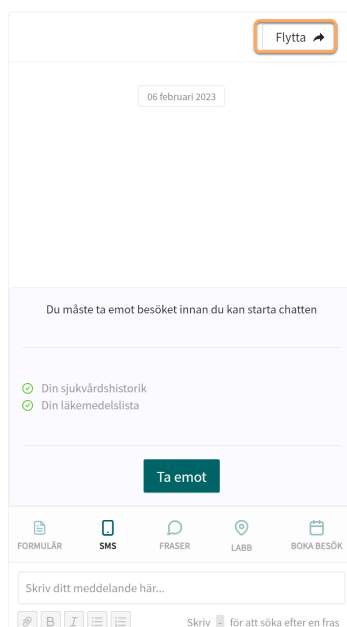 Flytta
06 februari 2023
Du måste ta emot besöket innan du kan starta chatten
Din sjukvårdshistorik
Din läkemedelslista
Ta emot
FORMULÄR SMS FRASER LABB BOKA BESÖK
Skriv ditt meddelande här...
B I Skriv - för att söka efter en fras